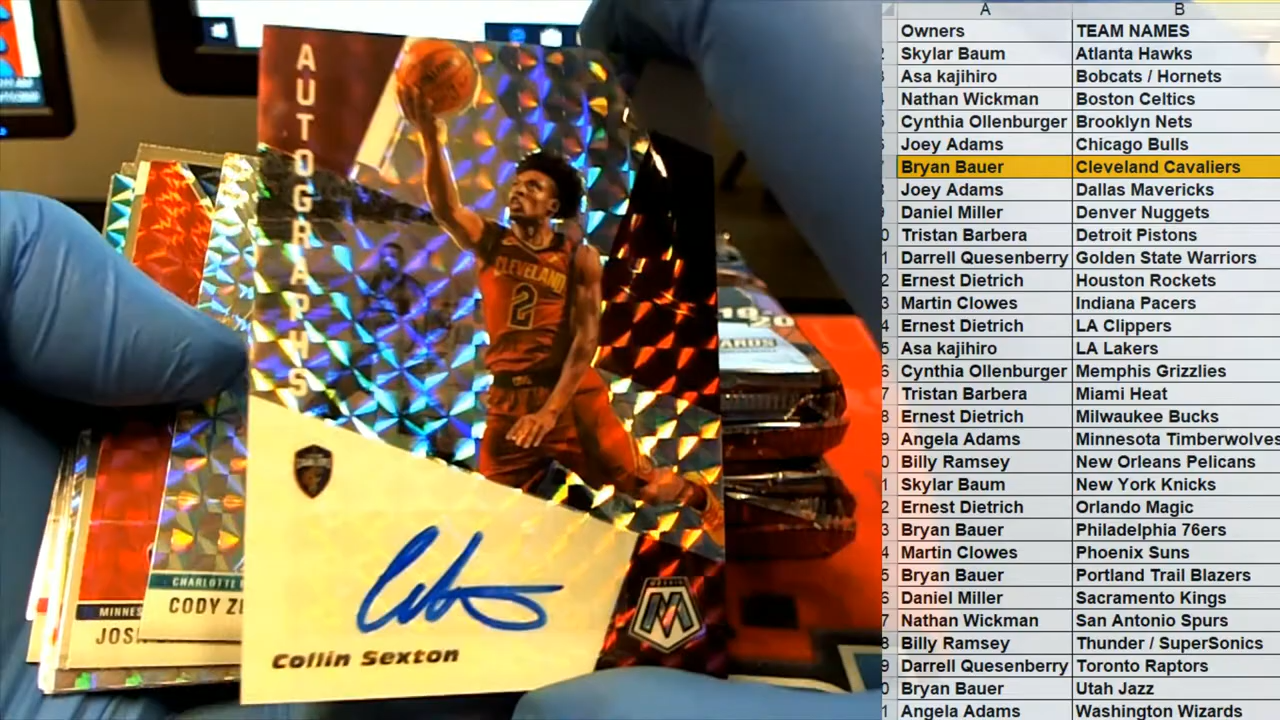 AUTOGRAPHS
CLEVELAND
2
Collin Sexton
MOSAIC
CHARLOTTE
CODY
MINNES
JOS
19-20
A B
Owners TEAM NAMES
Skylar Baum Atlanta Hawks
Asa kajihiro Bobcats / Hornets
Nathan Wickman Boston Celtics
Cynthia Ollenburger Brooklyn Nets
Joey Adams Chicago Bulls
Bryan Bauer Cleveland Cavaliers
Joey Adams Dallas Mavericks
Daniel Miller Denver Nuggets
Tristan Barbera Detroit Pistons
Darrell Quesenberry Golden State Warriors
Ernest Dietrich Houston Rockets
Martin Clowes Indiana Pacers
Ernest Dietrich LA Clippers
Asa kajihiro LA Lakers
Cynthia Ollenburger Memphis Grizzlies
Tristan Barbera Miami Heat
Ernest Dietrich Milwaukee Bucks
Angela Adams Minnesota Timberwolves
Billy Ramsey New Orleans Pelicans
Skylar Baum New York Knicks
Ernest Dietrich Orlando Magic
Bryan Bauer Philadelphia 76ers
Martin Clowes Phoenix Suns
Bryan Bauer Portland Trail Blazers
Daniel Miller Sacramento Kings
Nathan Wickman San Antonio Spurs
Billy Ramsey Thunder / SuperSonics
Darrell Quesenberry Toronto Raptors
Bryan Bauer Utah Jazz
Angela Adams Washington Wizards